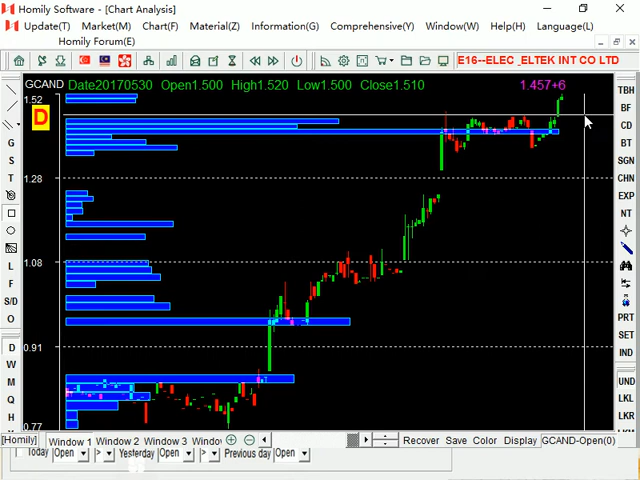 Homily Software - [Chart Analysis]
Update(T) Market(M) Chart(F) Material(Z) Information(G) Comprehensive(Y) Window(W) Help(H) Language(L)
Homily Forum(E)
E16--ELEC _ELTEK INT CO LTD
GCAND Date20170530 Open1.500 High1.520 Low1.500 Close1.510 1.457+6
1.52
D
1.28
1.08
0.91
0.77
G
S
T
L
F
S/D
O
D
W
M
Q
H
TBH
BF
CD
BT
SGN
CHN
EXP
NT
PRT
SET
IND
UND
LKL
LKR
[Homily] Window 1 Window 2 Window 3 Windo Recover Save Color Display GCAND-Open(0)
Today Open > Yesterday Open > Previous day Open